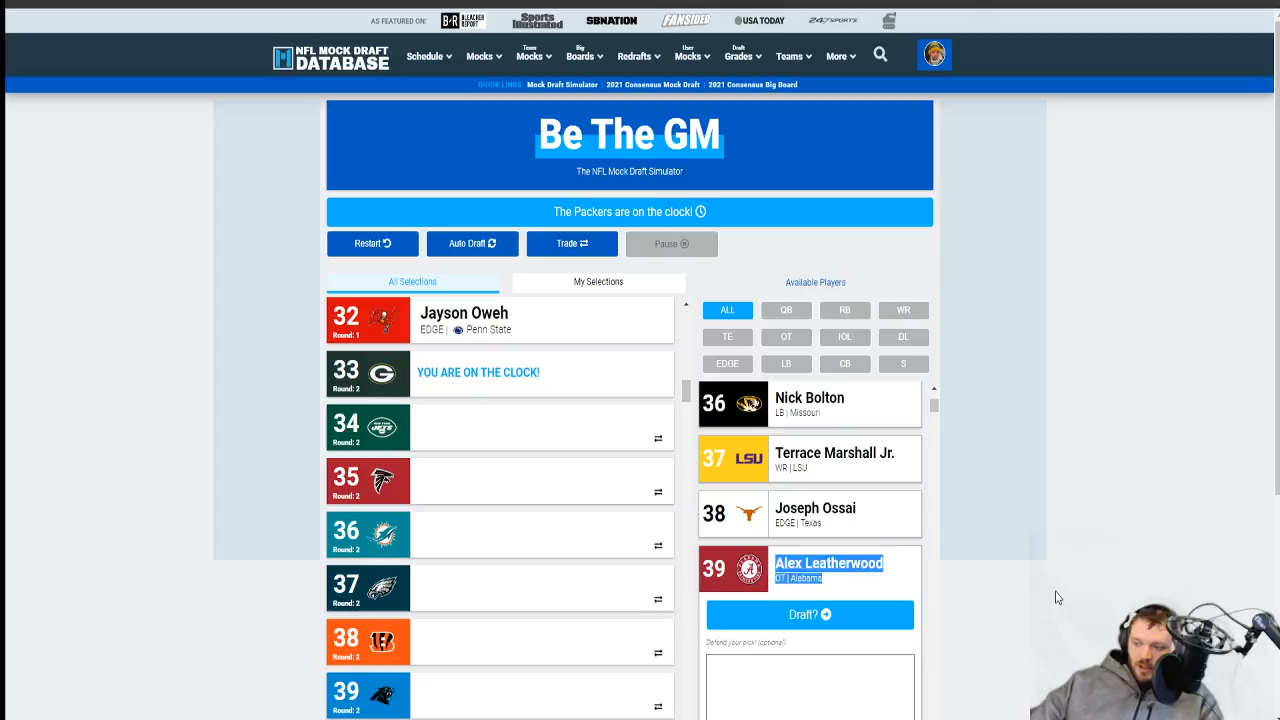 AS FEATURED ON:
B R BLEACHER REPORT
Sports Illustrated
SBNATION
FANSIDED
USA TODAY
247SPORTS
NFL MOCK DRAFT
DATABASE
Schedule
Mocks
Team Mocks
Big Boards
Redrafts
User Mocks
Draft Grades
Teams
More
QUICK LINKS: Mock Draft Simulator | 2021 Consensus Mock Draft | 2021 Consensus Big Board
Be The GM
The NFL Mock Draft Simulator
The Packers are on the clock!
Restart
Auto Draft
Trade
Pause
All Selections
My Selections
32
Round: 1
Jayson Oweh
EDGE | Penn State
33
Round: 2
YOU ARE ON THE CLOCK!
34
Round: 2
JETS
35
Round: 2
36
Round: 2
37
Round: 2
38
Round: 2
39
Round: 2
Available Players
ALL
QB
RB
WR
TE
OT
IOL
DL
EDGE
LB
CB
S
36
Nick Bolton
LB | Missouri
37
LSU
Terrace Marshall Jr.
WR | LSU
38
Joseph Ossai
EDGE | Texas
39
Alex Leatherwood
OT | Alabama
Draft?
Defend your pick! (optional)